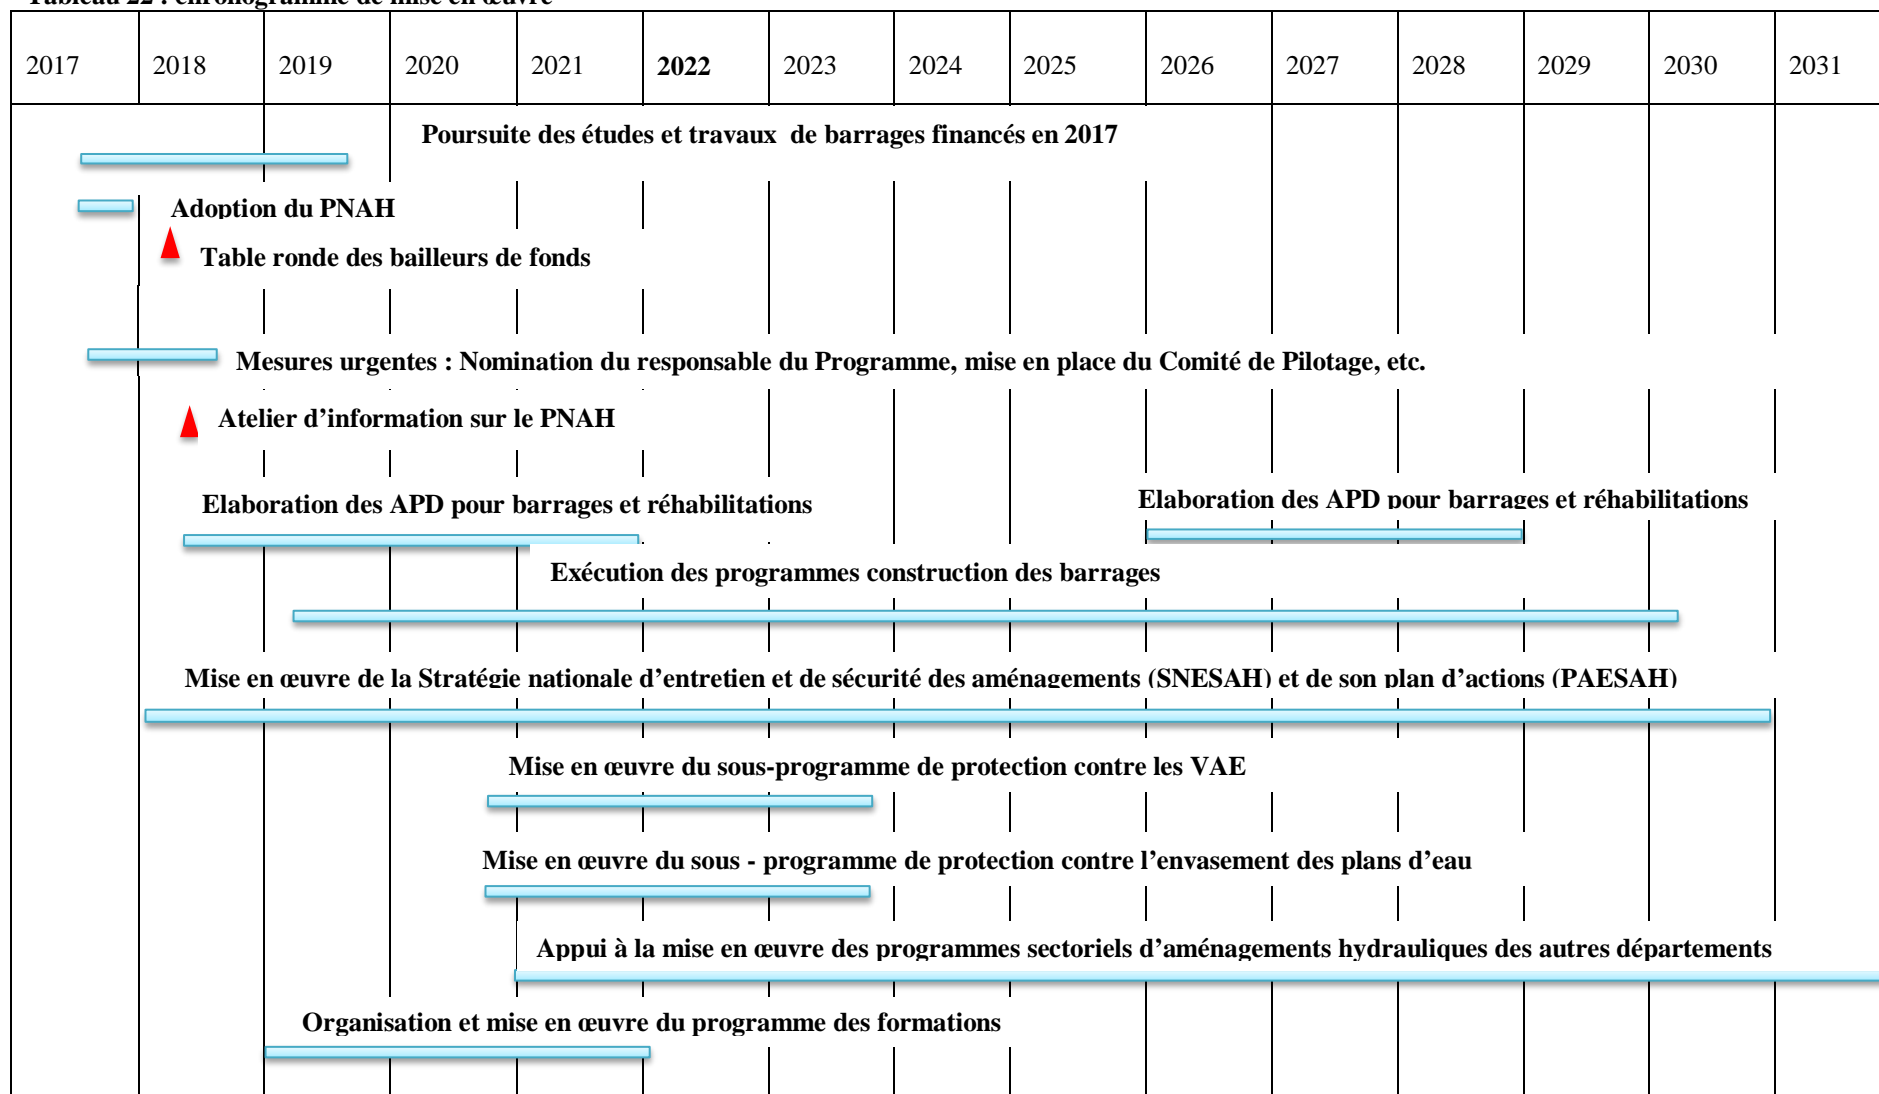 Tableau 22 : chronogramme de mise en œuvre
2017 2018 2019 2020 2021 2022 2023 2024 2025 2026 2027 2028 2029 2030 2031
Poursuite des études et travaux de barrages financés en 2017
Adoption du PNAH
Table ronde des bailleurs de fonds
Mesures urgentes : Nomination du responsable du Programme, mise en place du Comité de Pilotage, etc.
Atelier d’information sur le PNAH
Elaboration des APD pour barrages et réhabilitations
Elaboration des APD pour barrages et réhabilitations
Exécution des programmes construction des barrages
Mise en œuvre de la Stratégie nationale d’entretien et de sécurité des aménagements (SNESAH) et de son plan d’actions (PAESAH)
Mise en œuvre du sous-programme de protection contre les VAE
Mise en œuvre du sous - programme de protection contre l’envasement des plans d’eau
Appui à la mise en œuvre des programmes sectoriels d’aménagements hydrauliques des autres départements
Organisation et mise en œuvre du programme des formations